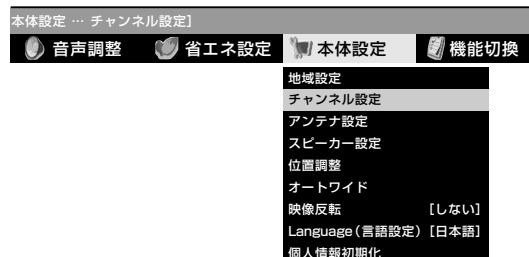 本体設定 … チャンネル設定]
音声調整 省エネ設定 本体設定 機能切換
地域設定
チャンネル設定
アンテナ設定
スピーカー設定
位置調整
オートワイド
映像反転 [しない]
Language(言語設定) [日本語]
個人情報初期化